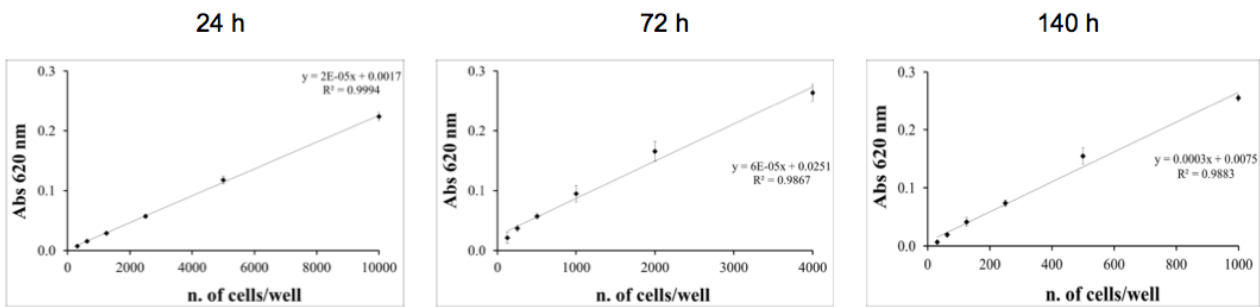 24 h
72 h
140 h
Abs 620 nm
0.3
0.2
0.1
0.0
y = 2E-05x + 0.0017
R² = 0.9994
0
2000
4000
6000
8000
10000
n. of cells/well
Abs 620 nm
0.3
0.2
0.1
0.0
y = 6E-05x + 0.0251
R² = 0.9867
0
1000
2000
3000
4000
n. of cells/well
Abs 620 nm
0.3
0.2
0.1
0.0
y = 0.0003x + 0.0075
R² = 0.9883
0
200
400
600
800
1000
n. of cells/well